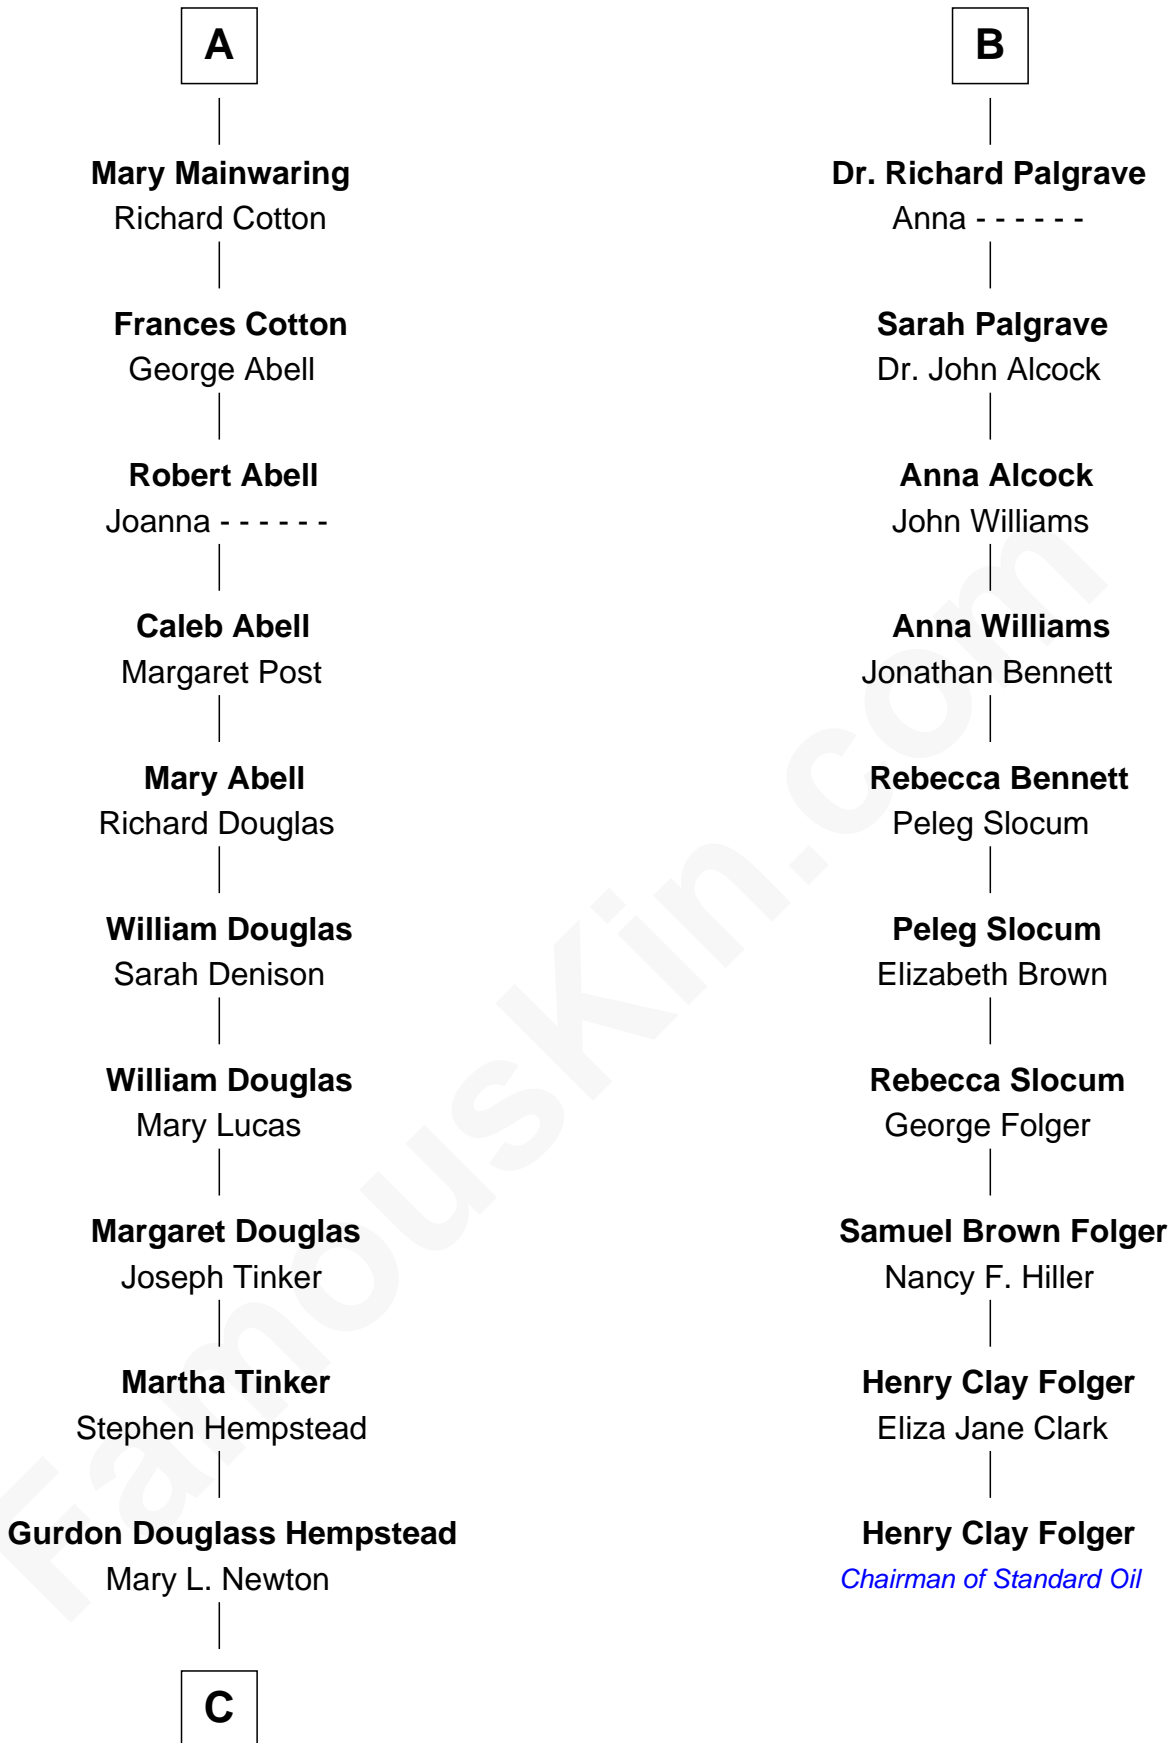 A
Mary Mainwaring
Richard Cotton
Frances Cotton
George Abell
Robert Abell
Joanna - - - - - -
Caleb Abell
Margaret Post
Mary Abell
Richard Douglas
William Douglas
Sarah Denison
William Douglas
Mary Lucas
Margaret Douglas
Joseph Tinker
Martha Tinker
Stephen Hempstead
Gurdon Douglass Hempstead
Mary L. Newton
C
B
Dr. Richard Palgrave
Anna - - - - - -
Sarah Palgrave
Dr. John Alcock
Anna Alcock
John Williams
Anna Williams
Jonathan Bennett
Rebecca Bennett
Peleg Slocum
Peleg Slocum
Elizabeth Brown
Rebecca Slocum
George Folger
Samuel Brown Folger
Nancy F. Hiller
Henry Clay Folger
Eliza Jane Clark
Henry Clay Folger
Chairman of Standard Oil
FamousKin.com